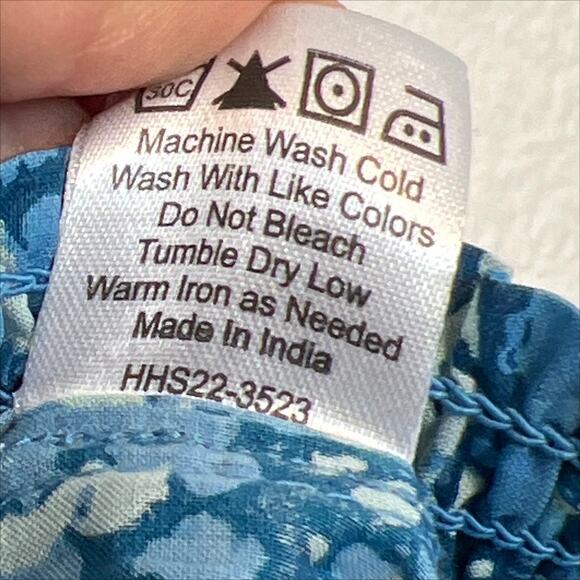 30C
Machine Wash Cold
Wash With Like Colors
Do Not Bleach
Tumble Dry Low
Warm Iron as Needed
Made In India
HHS22-3523